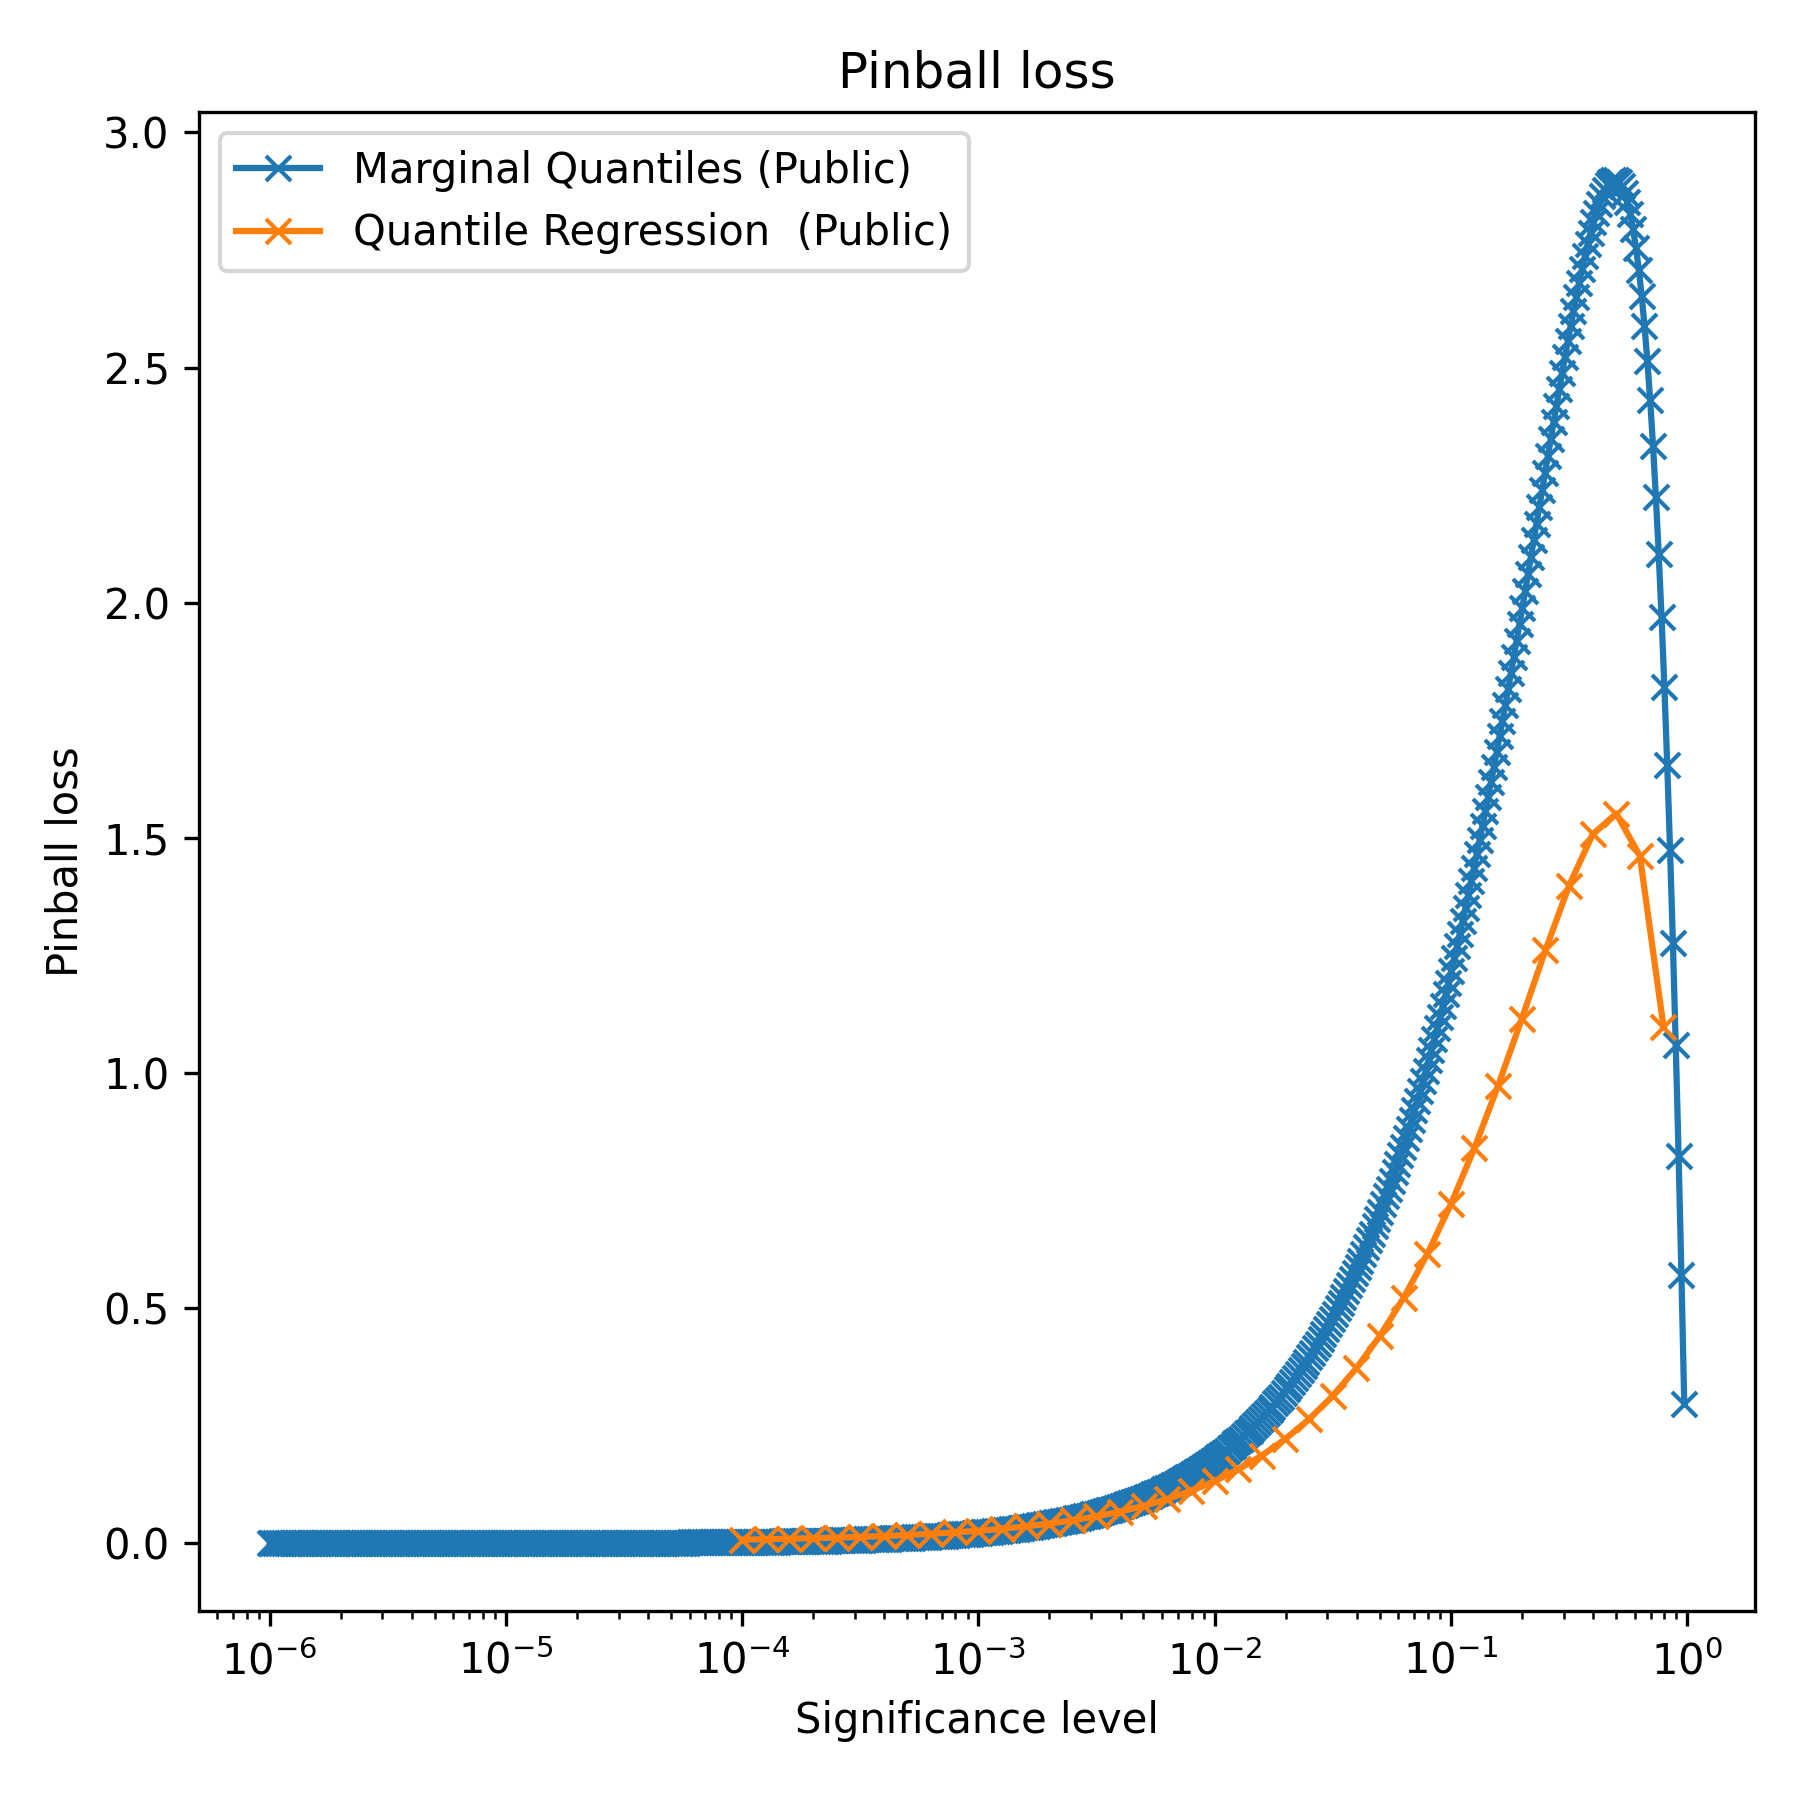 Pinball loss
Marginal Quantiles (Public)
Quantile Regression  (Public)
Pinball loss
3.0
2.5
2.0
1.5
1.0
0.5
0.0
10⁻⁶ 10⁻⁵ 10⁻⁴ 10⁻³ 10⁻² 10⁻¹ 10⁰
Significance level